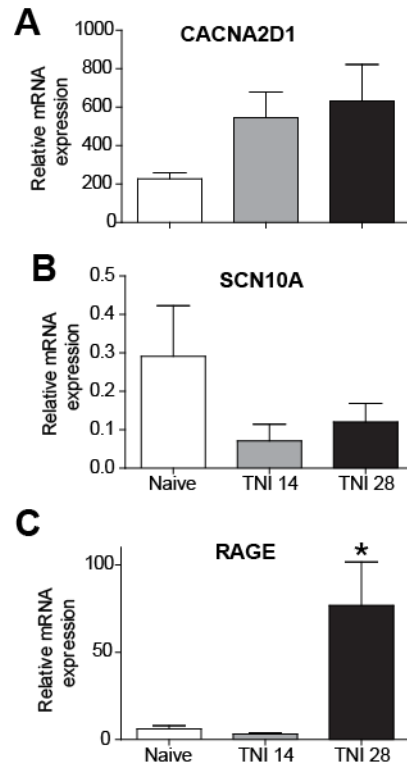 A
CACNA2D1
Relative mRNA
expression
1000
800
600
400
200
0
B
SCN10A
Relative mRNA
expression
0.5
0.4
0.3
0.2
0.1
0.0
Naive TNI 14 TNI 28
C
RAGE
Relative mRNA
expression
100
50
0
*
Naive TNI 14 TNI 28